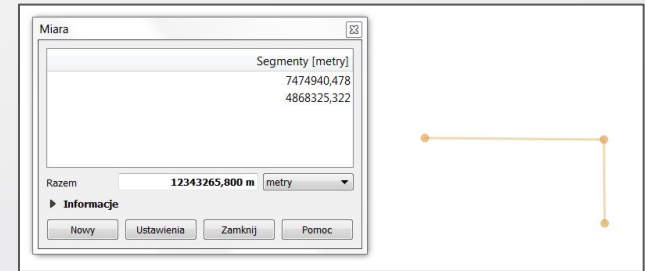 Miara
Segmenty [metry]
7474940,478
4868325,322
Razem 12343265,800 m metry
Informacje
Nowy Ustawienia Zamknij Pomoc